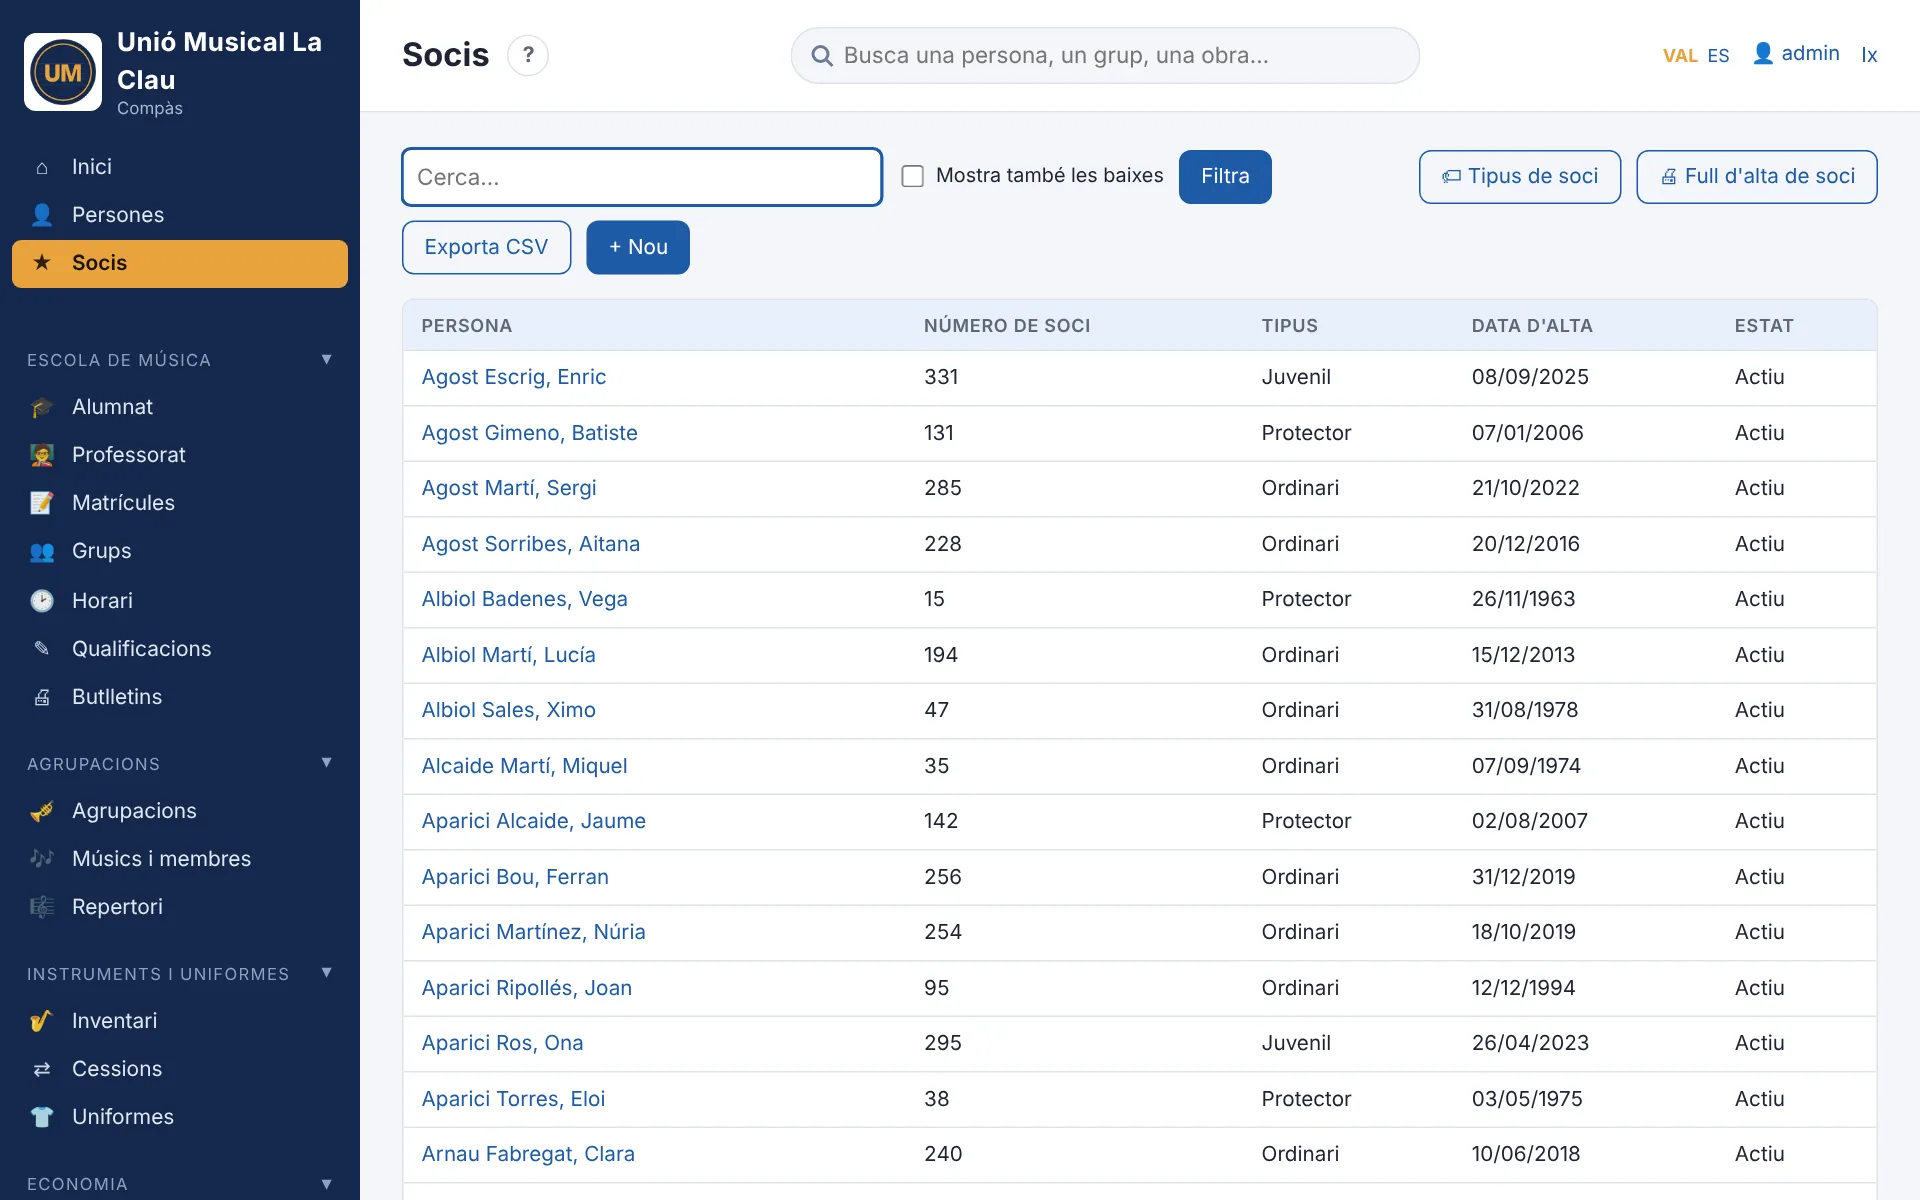 UM
Unió Musical La
Clau
Compàs
Inici
Persones
Socis
ESCOLA DE MÚSICA
Alumnat
Professorat
Matrícules
Grups
Horari
Qualificacions
Butlletins
AGRUPACIONS
Agrupacions
Músics i membres
Repertori
INSTRUMENTS I UNIFORMES
Inventari
Cessions
Uniformes
ECONOMIA
Socis ? Busca una persona, un grup, una obra... VAL ES admin Ix
Cerca... Mostra també les baixes Filtra Tipus de soci Full d'alta de soci
Exporta CSV + Nou
PERSONA NÚMERO DE SOCI TIPUS DATA D'ALTA ESTAT
Agost Escrig, Enric 331 Juvenil 08/09/2025 Actiu
Agost Gimeno, Batiste 131 Protector 07/01/2006 Actiu
Agost Martí, Sergi 285 Ordinari 21/10/2022 Actiu
Agost Sorribes, Aitana 228 Ordinari 20/12/2016 Actiu
Albiol Badenes, Vega 15 Protector 26/11/1963 Actiu
Albiol Martí, Lucía 194 Ordinari 15/12/2013 Actiu
Albiol Sales, Ximo 47 Ordinari 31/08/1978 Actiu
Alcaide Martí, Miquel 35 Ordinari 07/09/1974 Actiu
Aparici Alcaide, Jaume 142 Protector 02/08/2007 Actiu
Aparici Bou, Ferran 256 Ordinari 31/12/2019 Actiu
Aparici Martínez, Núria 254 Ordinari 18/10/2019 Actiu
Aparici Ripollés, Joan 95 Ordinari 12/12/1994 Actiu
Aparici Ros, Ona 295 Juvenil 26/04/2023 Actiu
Aparici Torres, Eloi 38 Protector 03/05/1975 Actiu
Arnau Fabregat, Clara 240 Ordinari 10/06/2018 Actiu